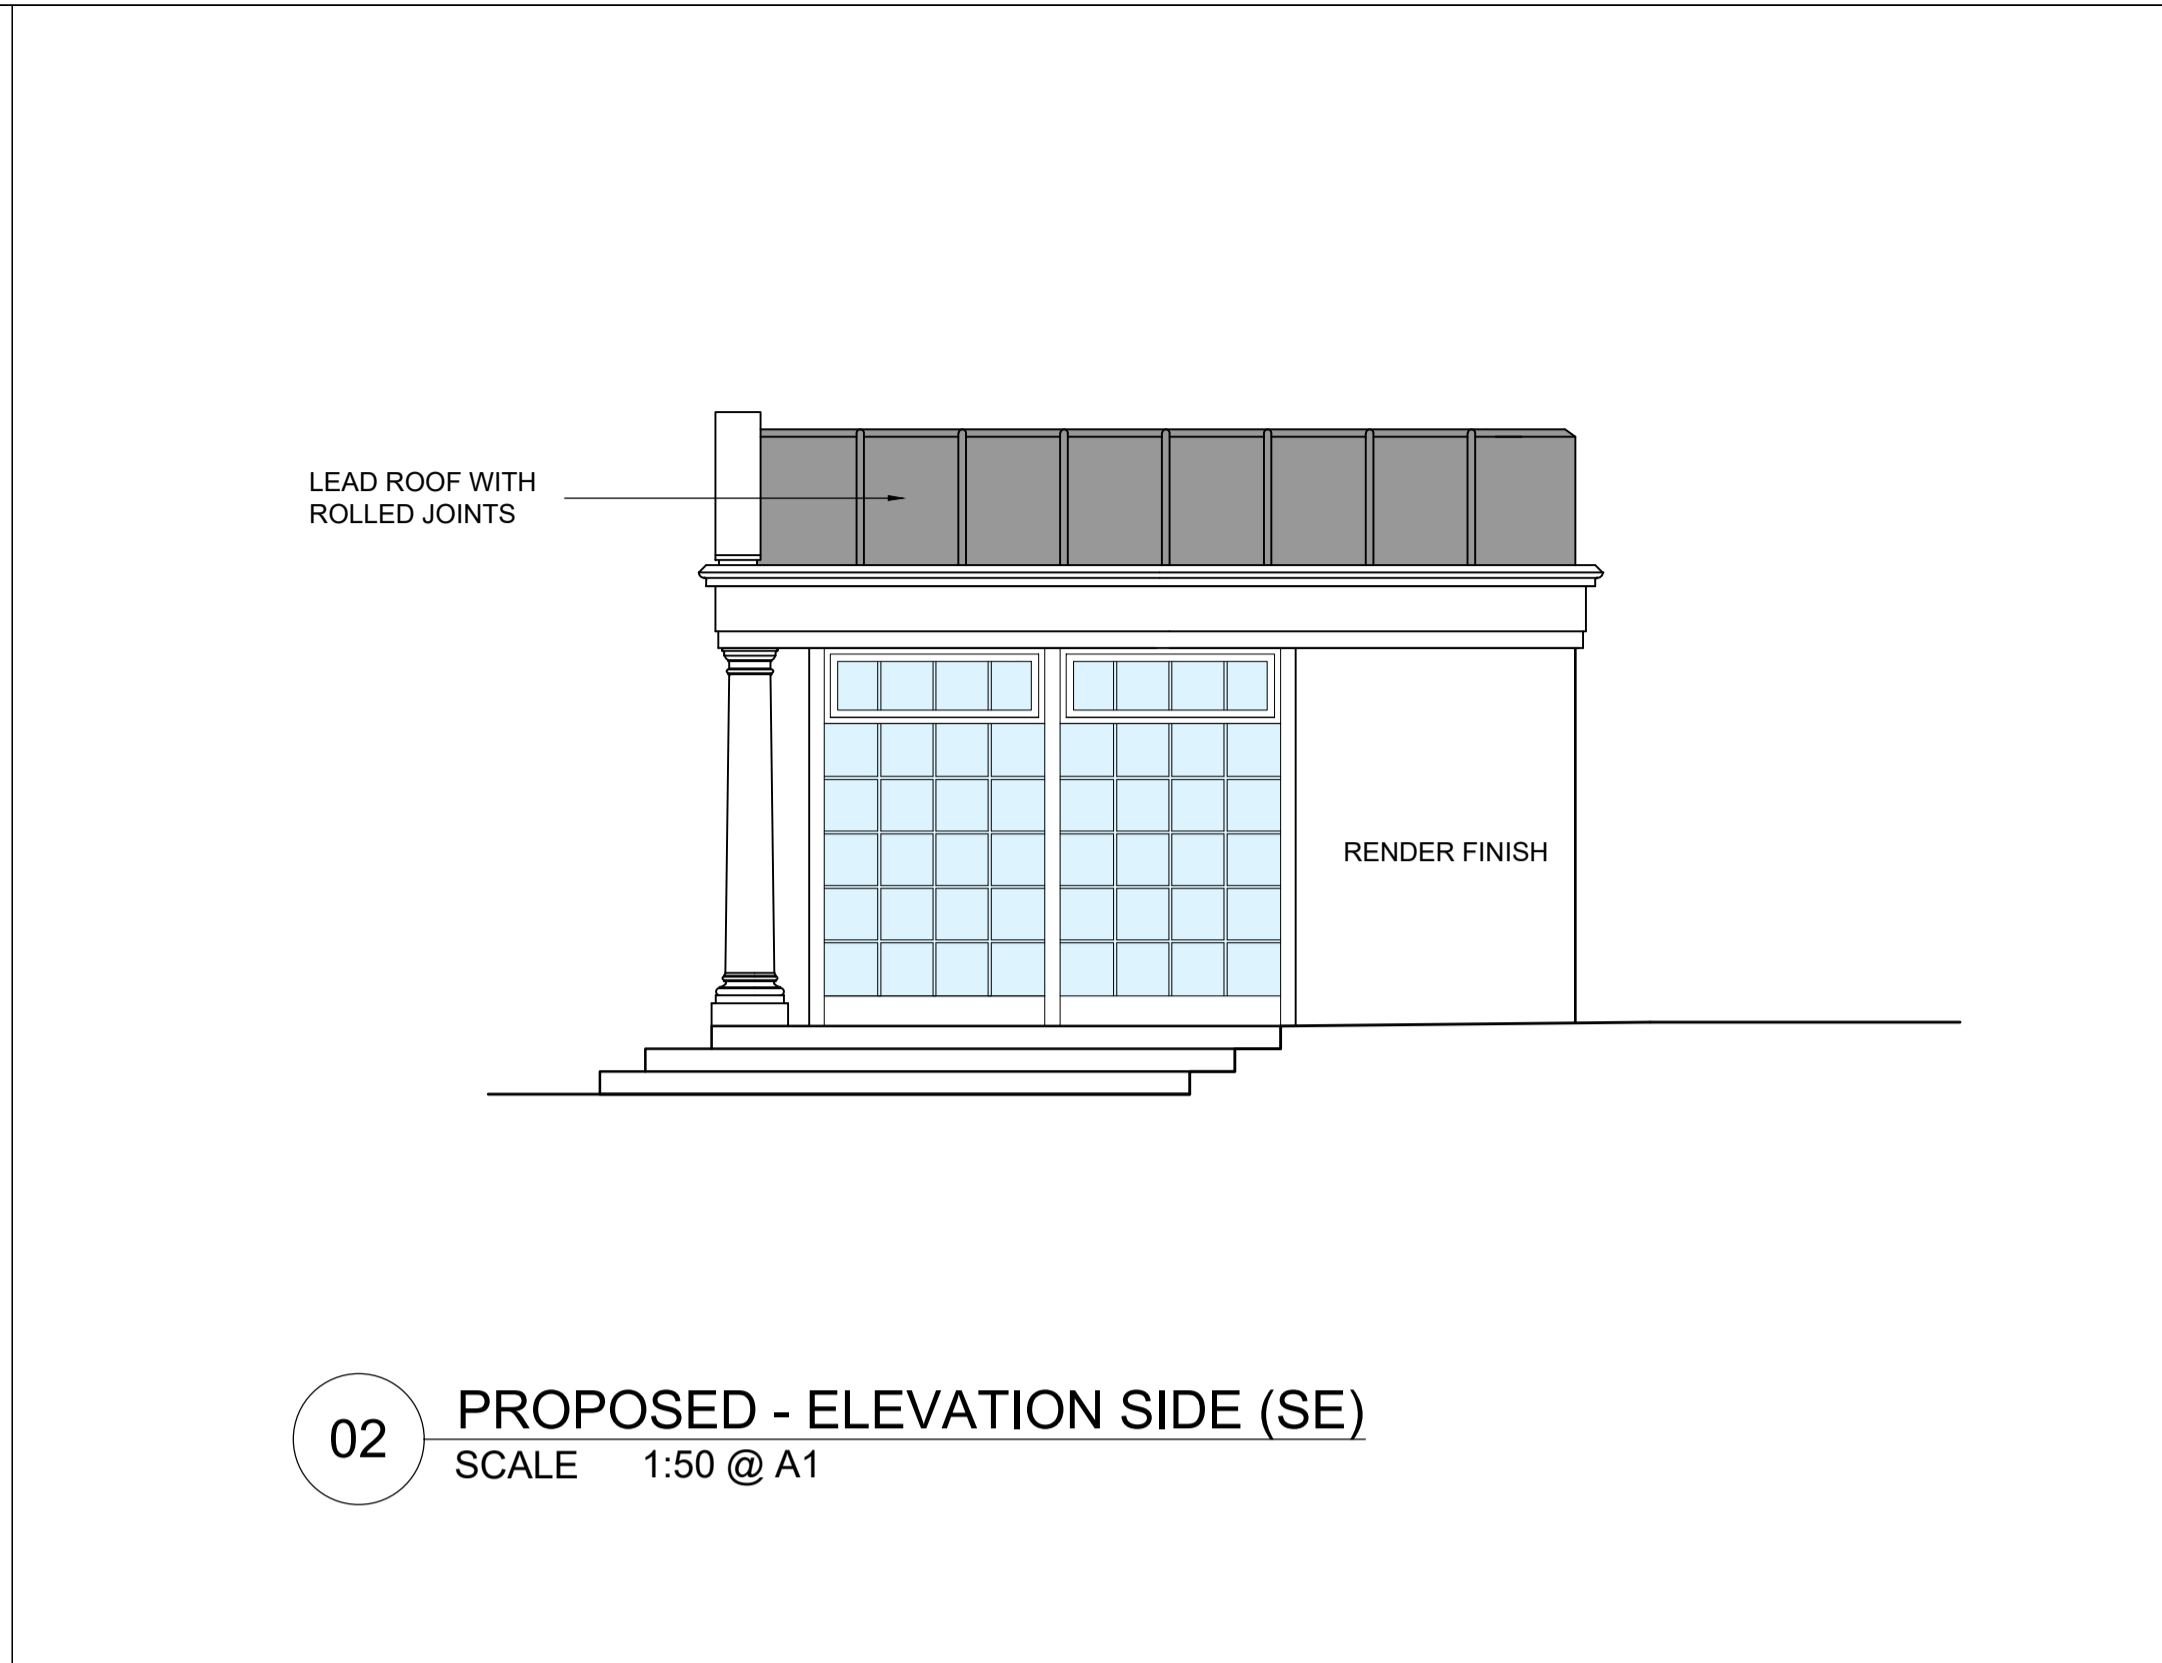 LEAD ROOF WITH
ROLLED JOINTS
RENDER FINISH
02
PROPOSED - ELEVATION SIDE (SE)
SCALE 1:50 @ A1